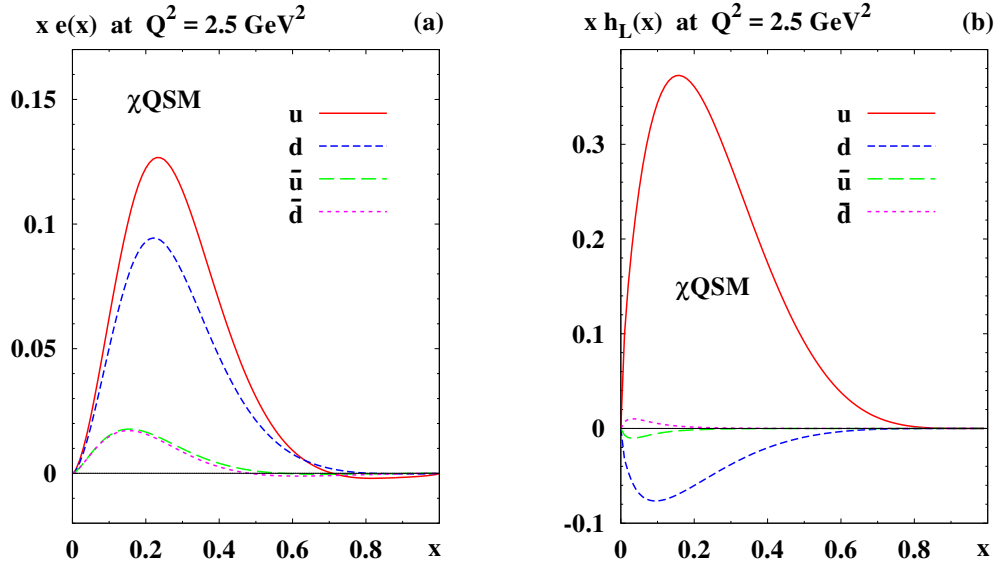 x e(x) at Q² = 2.5 GeV² (a)
0.15
0.1
0.05
0
χQSM
u
d
ū
d̄
0 0.2 0.4 0.6 0.8 x
x h_L(x) at Q² = 2.5 GeV² (b)
0.3
0.2
0.1
0
-0.1
u
d
ū
d̄
χQSM
0 0.2 0.4 0.6 0.8 x